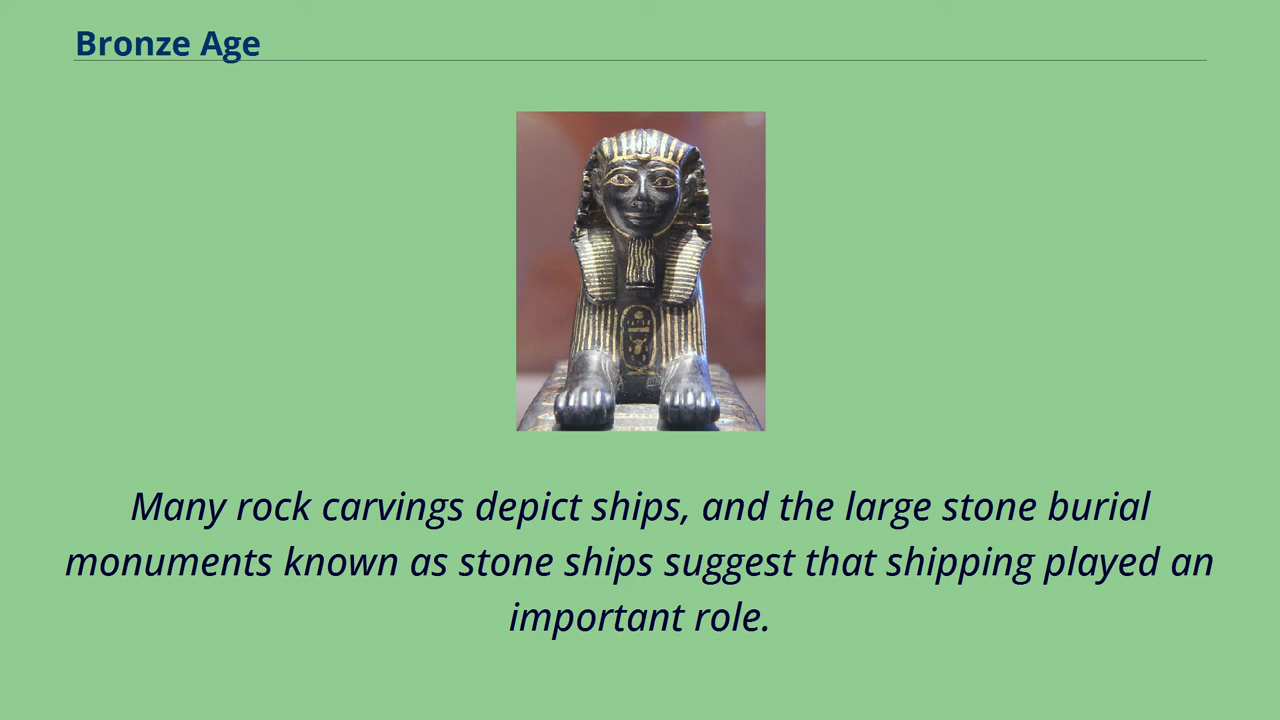 Bronze Age
Many rock carvings depict ships, and the large stone burial
monuments known as stone ships suggest that shipping played an
important role.